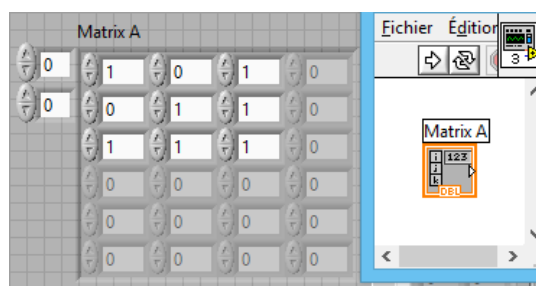 Matrix A
0 1 0 1 0
0 0 1 1 0
1 1 1 0
0 0 0 0
0 0 0 0
0 0 0 0
Fichier Édition
3
Matrix A
i 123
j
k
DBL